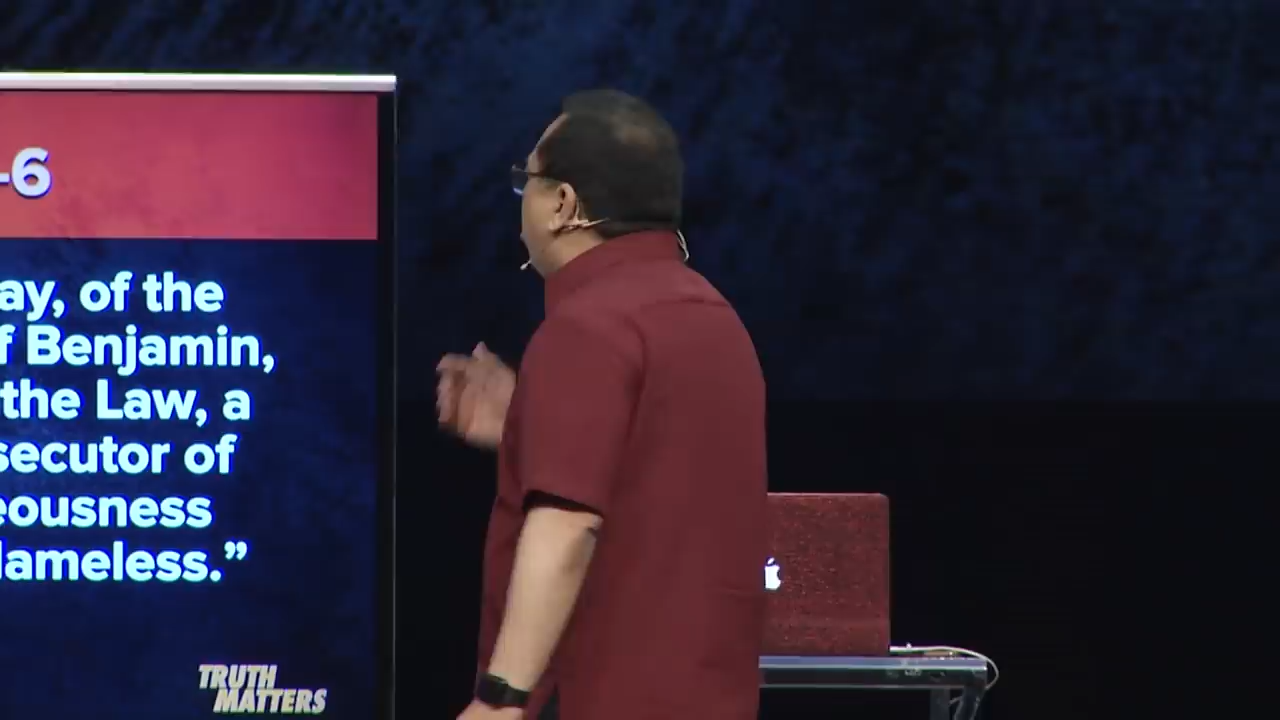 -6
ay, of the
f Benjamin,
the Law, a
secutor of
eousness
lameless.”
TRUTH
MATTERS